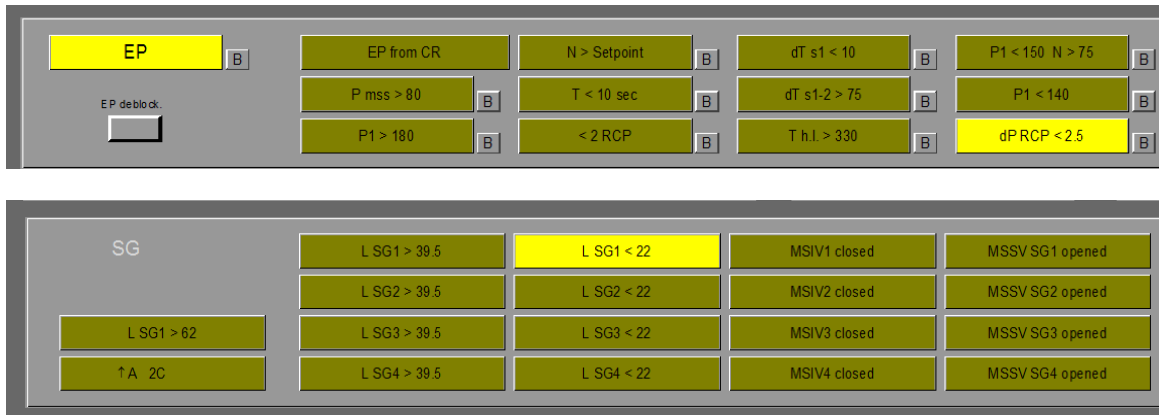 EP B EP from CR N > Setpoint B dT s1 < 10 B P1 < 150 N > 75 B
EP deblock. P mss > 80 B T < 10 sec B dT s1-2 > 75 B P1 < 140 B
P1 > 180 B < 2 RCP B T h.l. > 330 B dP RCP < 2.5 B
SG L SG1 > 39.5 L SG1 < 22 MSIV1 closed MSSV SG1 opened
L SG2 > 39.5 L SG2 < 22 MSIV2 closed MSSV SG2 opened
L SG1 > 62 L SG3 > 39.5 L SG3 < 22 MSIV3 closed MSSV SG3 opened
↑A 2C L SG4 > 39.5 L SG4 < 22 MSIV4 closed MSSV SG4 opened